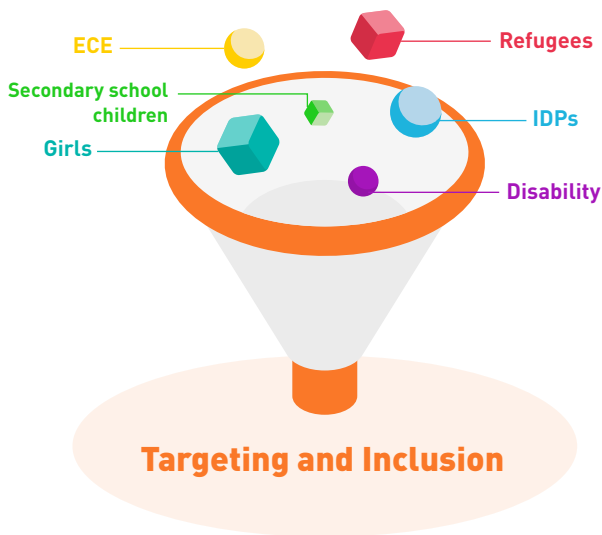 ECE
Refugees
Secondary school
children
IDPs
Girls
Disability
Targeting and Inclusion